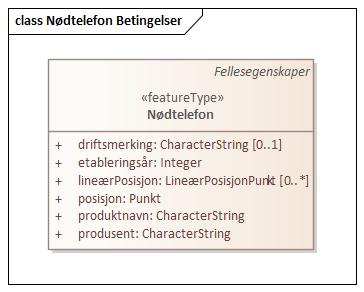 class Nødtelefon Betingelser
Fellesegenskaper
«featureType»
Nødtelefon
+ driftsmerking: CharacterString [0..1]
+ etableringsår: Integer
+ lineærPosisjon: LineærPosisjonPunkt [0..*]
+ posisjon: Punkt
+ produktnavn: CharacterString
+ produsent: CharacterString